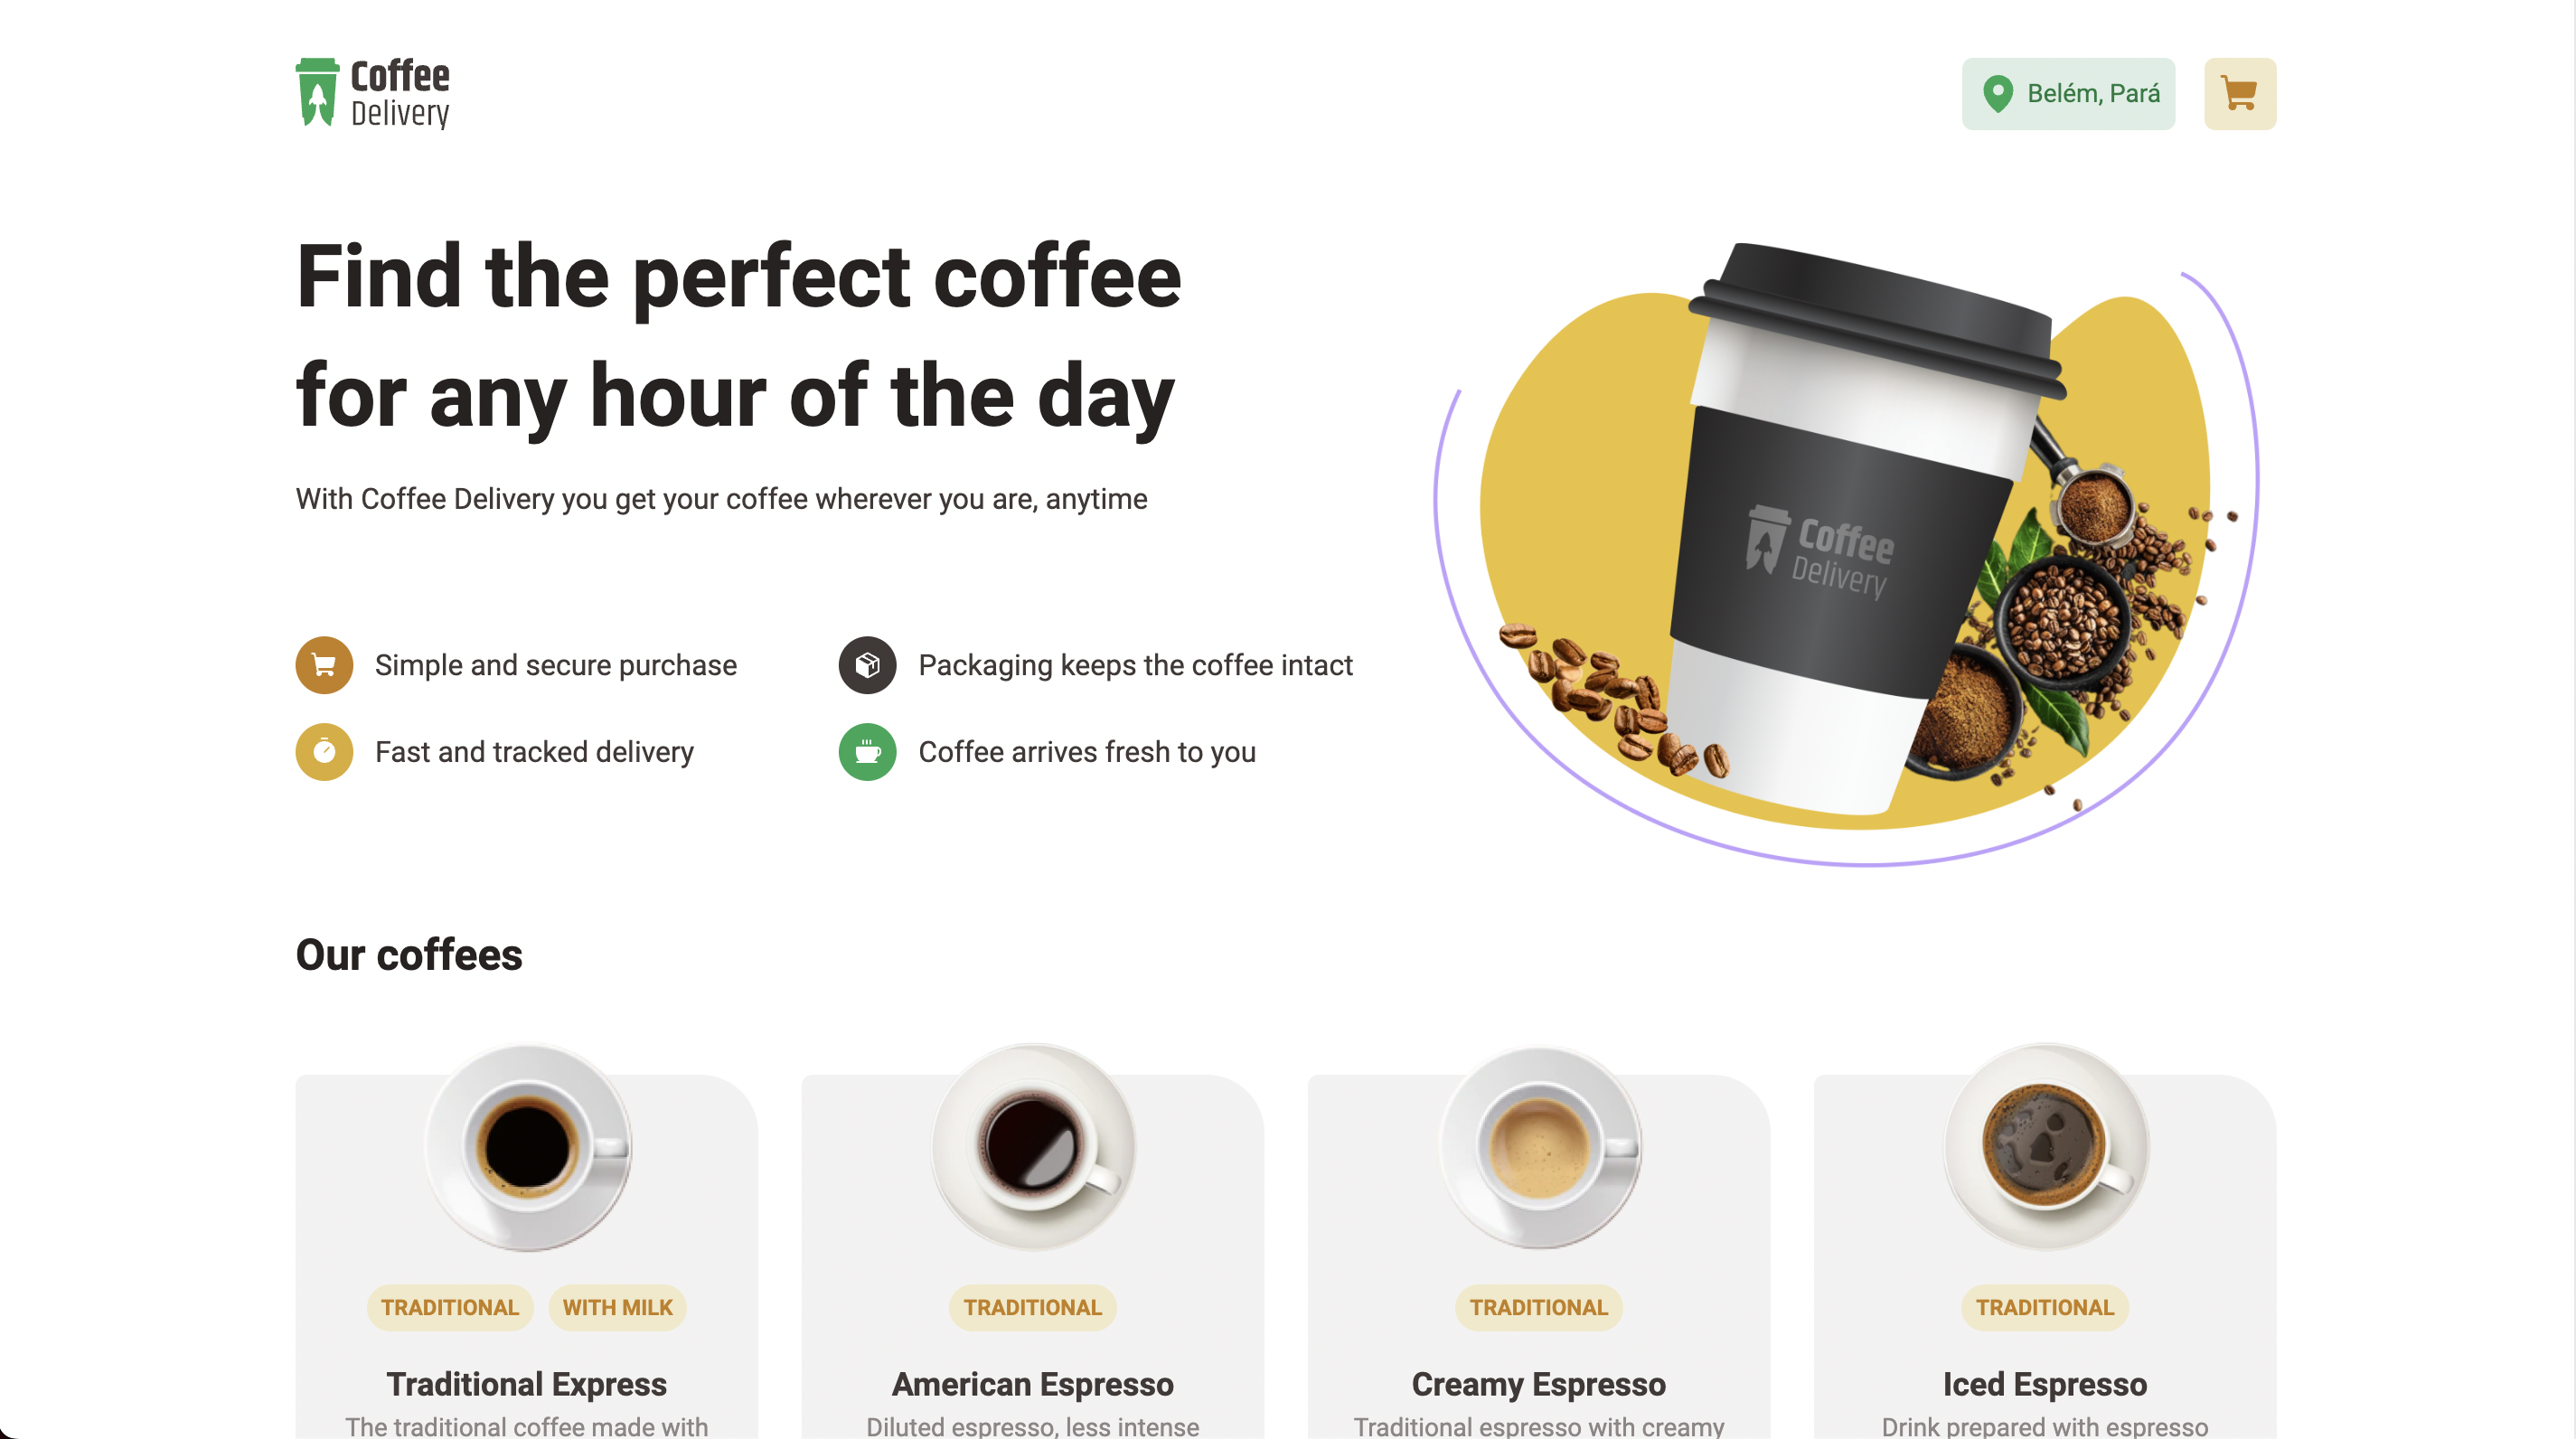 Coffee
Delivery
Belém, Pará
Find the perfect coffee
for any hour of the day
With Coffee Delivery you get your coffee wherever you are, anytime
Coffee
Delivery
Simple and secure purchase
Packaging keeps the coffee intact
Fast and tracked delivery
Coffee arrives fresh to you
Our coffees
TRADITIONAL WITH MILK
Traditional Express
The traditional coffee made with
TRADITIONAL
American Espresso
Diluted espresso, less intense
TRADITIONAL
Creamy Espresso
Traditional espresso with creamy
TRADITIONAL
Iced Espresso
Drink prepared with espresso